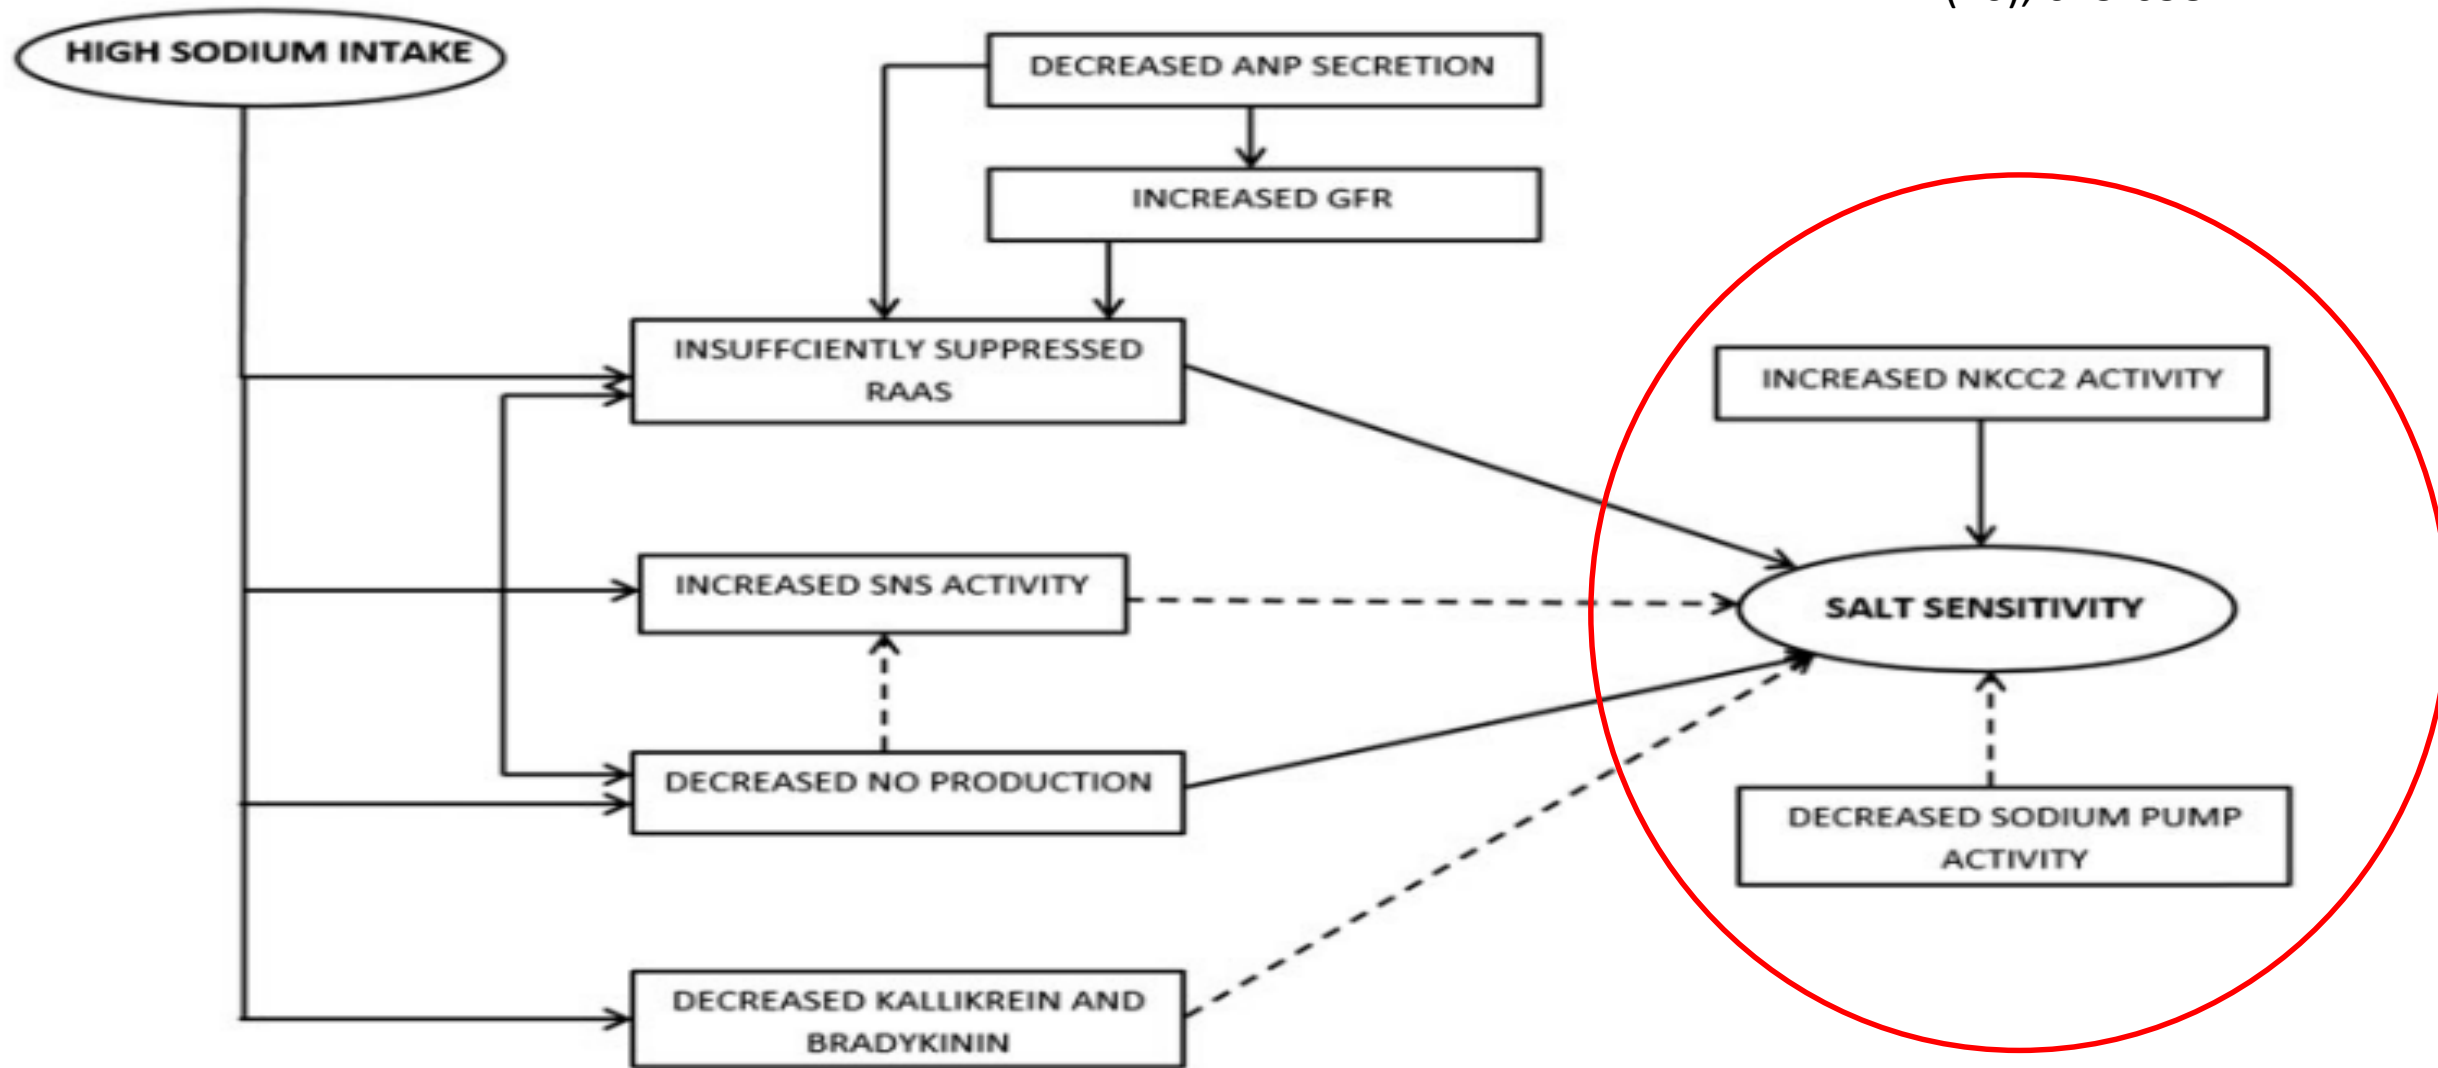 HIGH SODIUM INTAKE
DECREASED ANP SECRETION
INCREASED GFR
INSUFFCIENTLY SUPPRESSED
RAAS
INCREASED NKCC2 ACTIVITY
INCREASED SNS ACTIVITY
SALT SENSITIVITY
DECREASED NO PRODUCTION
DECREASED SODIUM PUMP
ACTIVITY
DECREASED KALLIKREIN AND
BRADYKININ